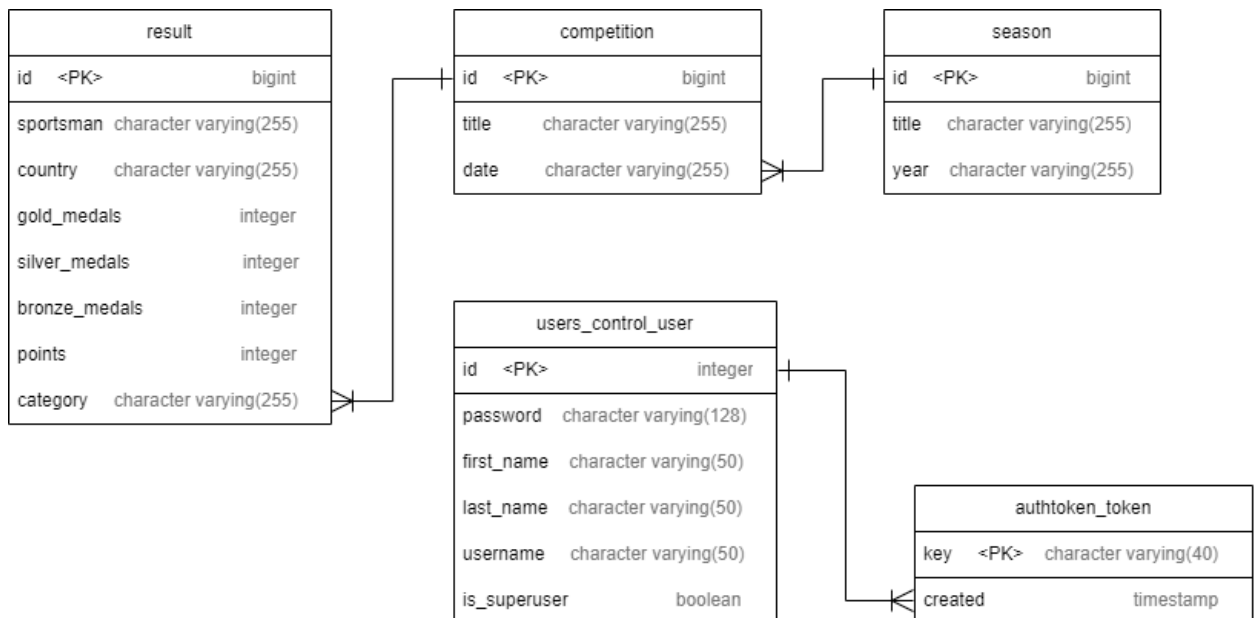 result
id <PK> bigint
sportsman character varying(255)
country character varying(255)
gold_medals integer
silver_medals integer
bronze_medals integer
points integer
category character varying(255)
competition
id <PK> bigint
title character varying(255)
date character varying(255)
season
id <PK> bigint
title character varying(255)
year character varying(255)
users_control_user
id <PK> integer
password character varying(128)
first_name character varying(50)
last_name character varying(50)
username character varying(50)
is_superuser boolean
authtoken_token
key <PK> character varying(40)
created timestamp